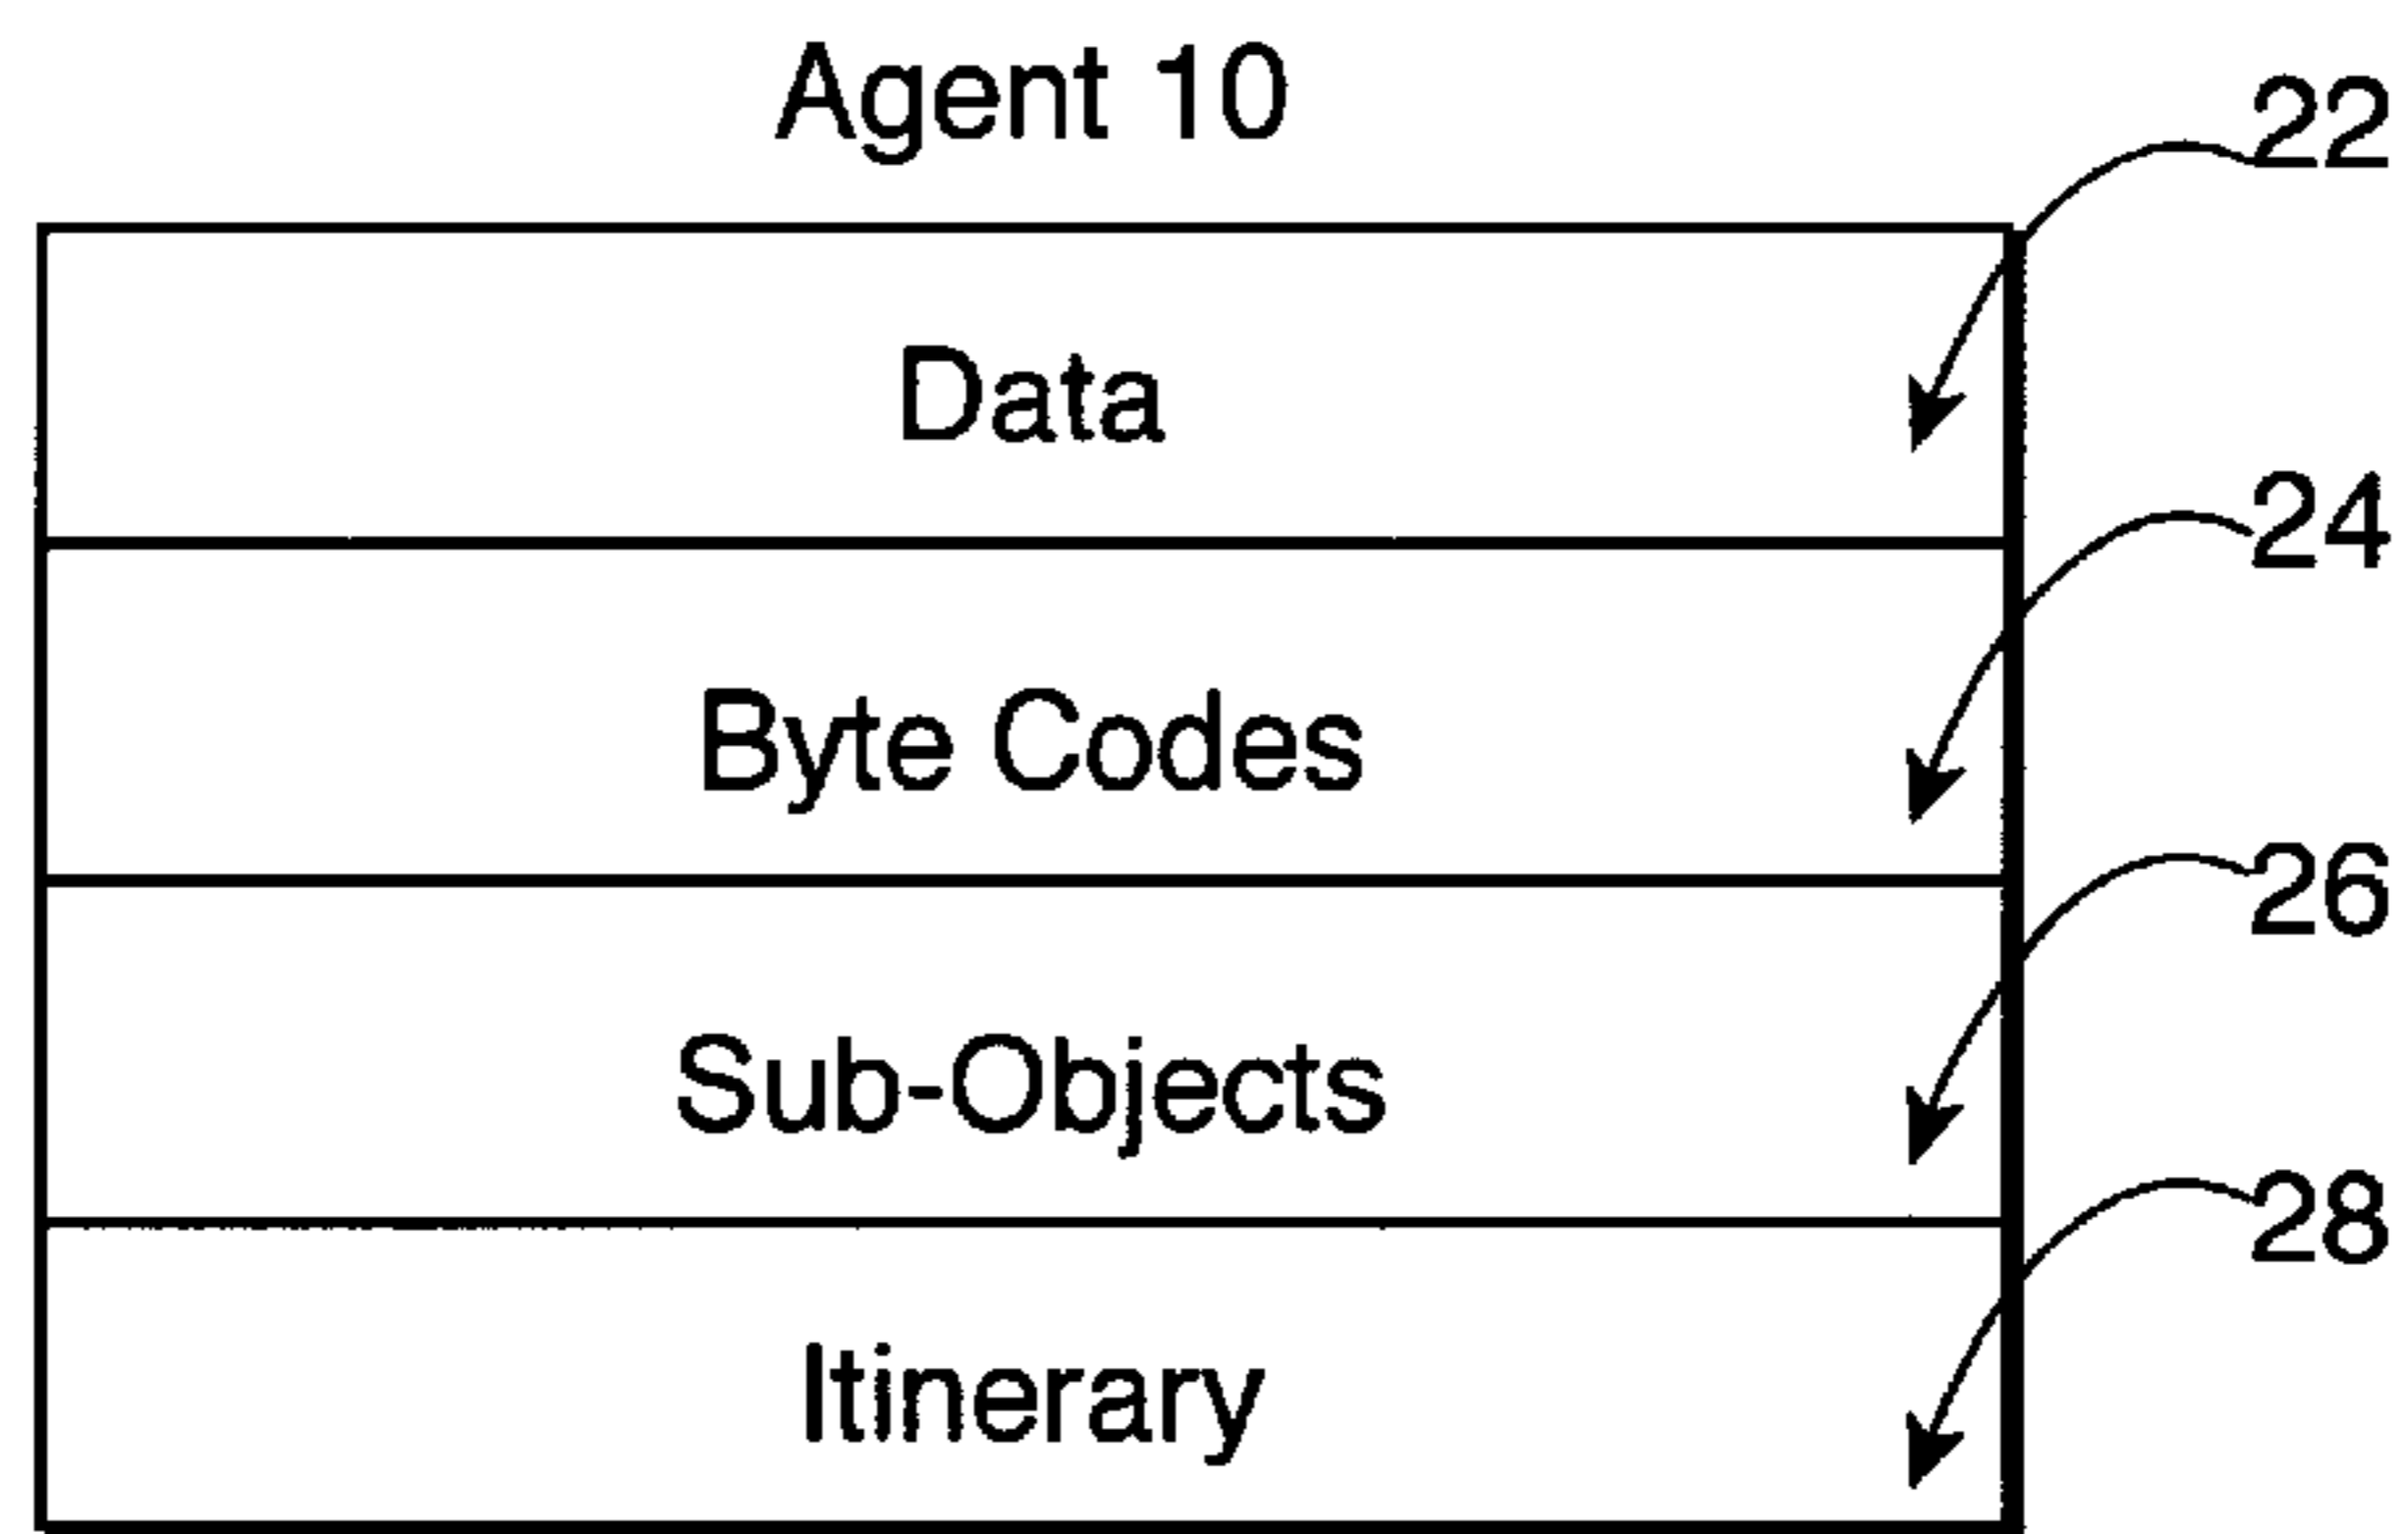 Agent 10
22
Data
24
Byte Codes
26
Sub-Objects
28
Itinerary